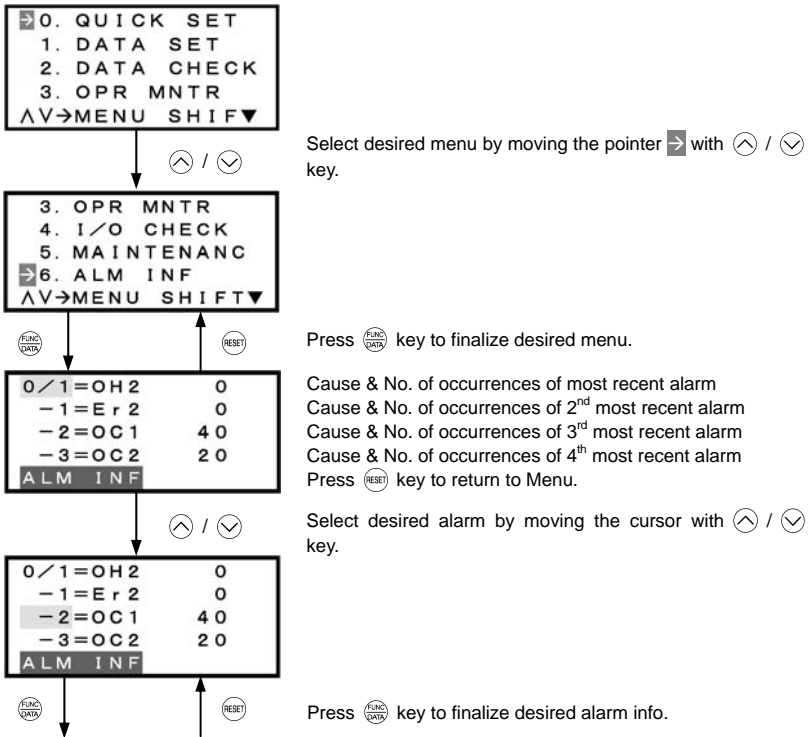 →0. QUICK SET
1. DATA SET
2. DATA CHECK
3. OPR MNTR
∧∨→MENU SHIF▼
∧ / ∨
Select desired menu by moving the pointer → with ∧ / ∨
key.
3. OPR MNTR
4. I/O CHECK
5. MAINTENANC
→6. ALM INF
∧∨→MENU SHIFT▼
FUNC
DATA
RESET
Press FUNC DATA key to finalize desired menu.
0/1=OH2 0
-1=Er2 0
-2=OC1 40
-3=OC2 20
ALM INF
Cause & No. of occurrences of most recent alarm
Cause & No. of occurrences of 2nd most recent alarm
Cause & No. of occurrences of 3rd most recent alarm
Cause & No. of occurrences of 4th most recent alarm
Press RESET key to return to Menu.
∧ / ∨
Select desired alarm by moving the cursor with ∧ / ∨
key.
0/1=OH2 0
-1=Er2 0
-2=OC1 40
-3=OC2 20
ALM INF
FUNC
DATA
RESET
Press FUNC DATA key to finalize desired alarm info.